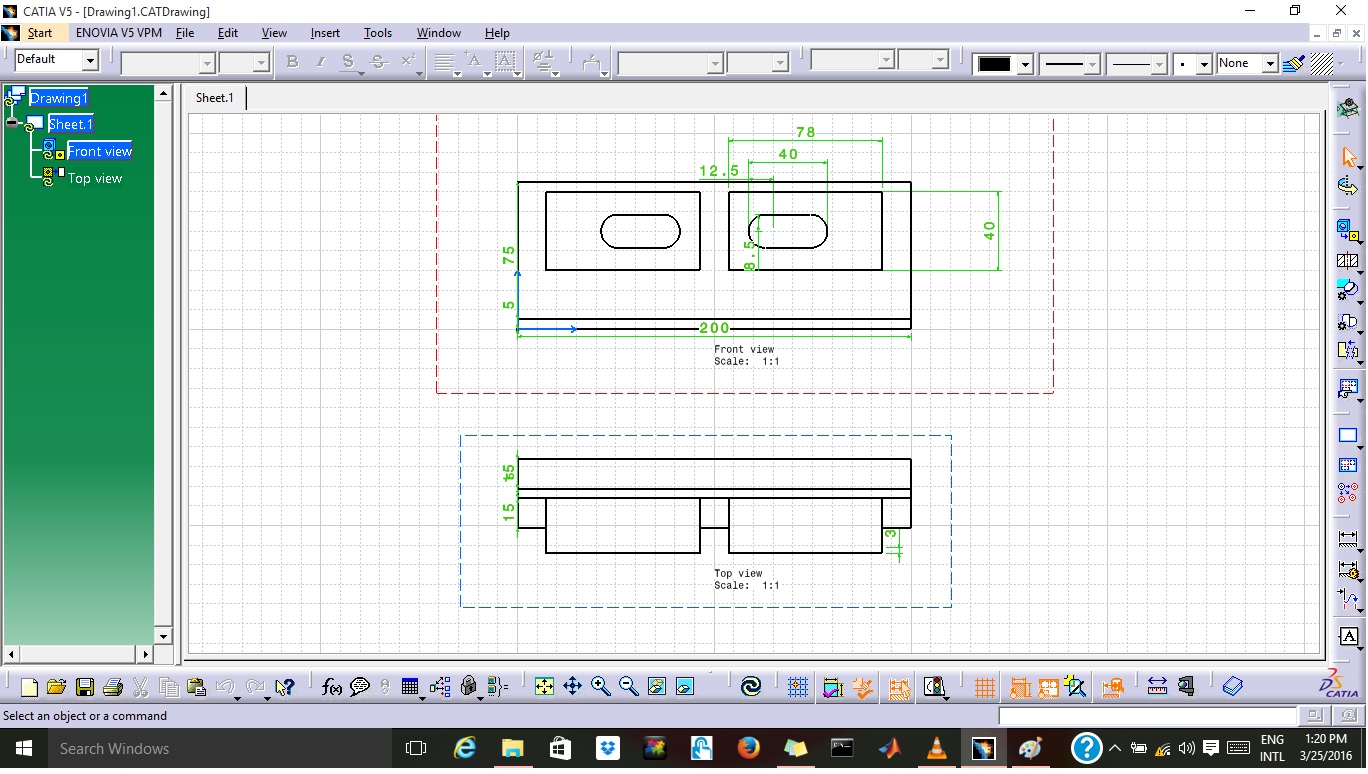 CATIA V5 - [Drawing1.CATDrawing]
Start ENOVIA V5 VPM File Edit View Insert Tools Window Help
Default
B I S S x²
None
Drawing1
Sheet.1
Front view
Top view
Sheet.1
78
40
12.5
40
8.5
75
5
200
Front view
Scale: 1:1
15
3
Top view
Scale: 1:1
A
f(x)
CATIA
Select an object or a command
Search Windows
ENG
INTL
1:20 PM
3/25/2016